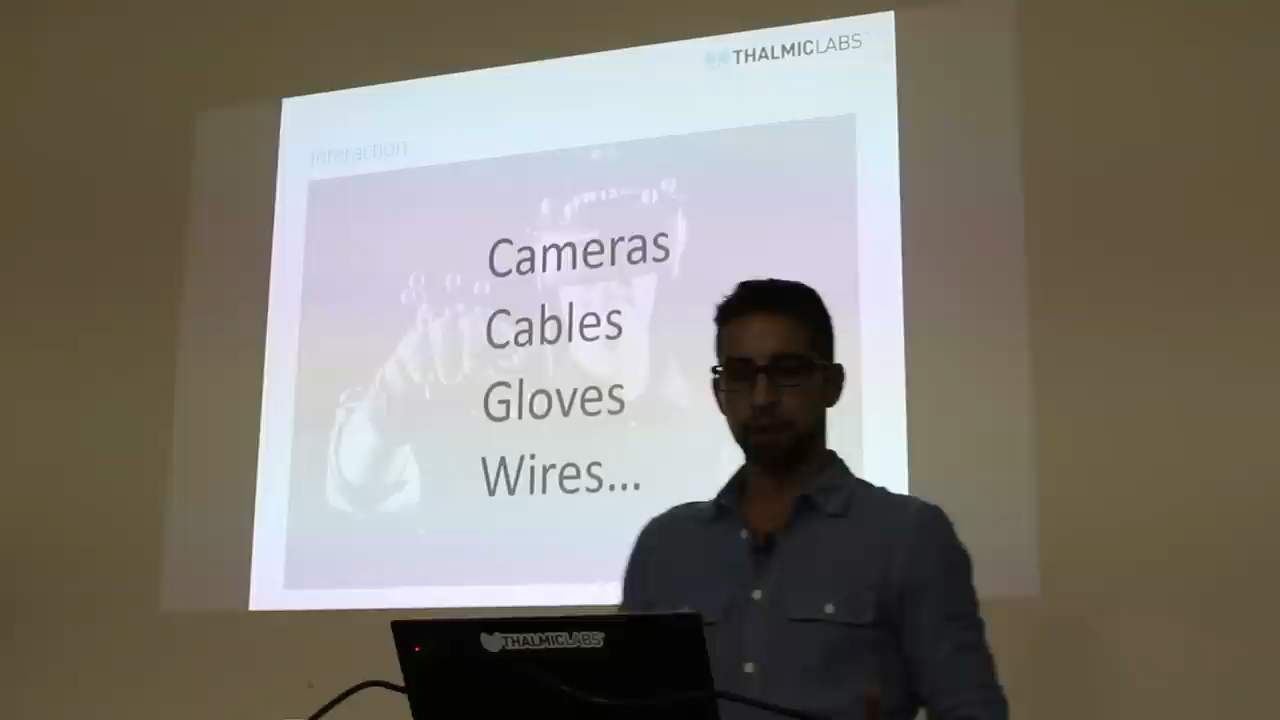 THALMICLABS
Interaction
Cameras
Cables
Gloves
Wires...
THALMICLABS